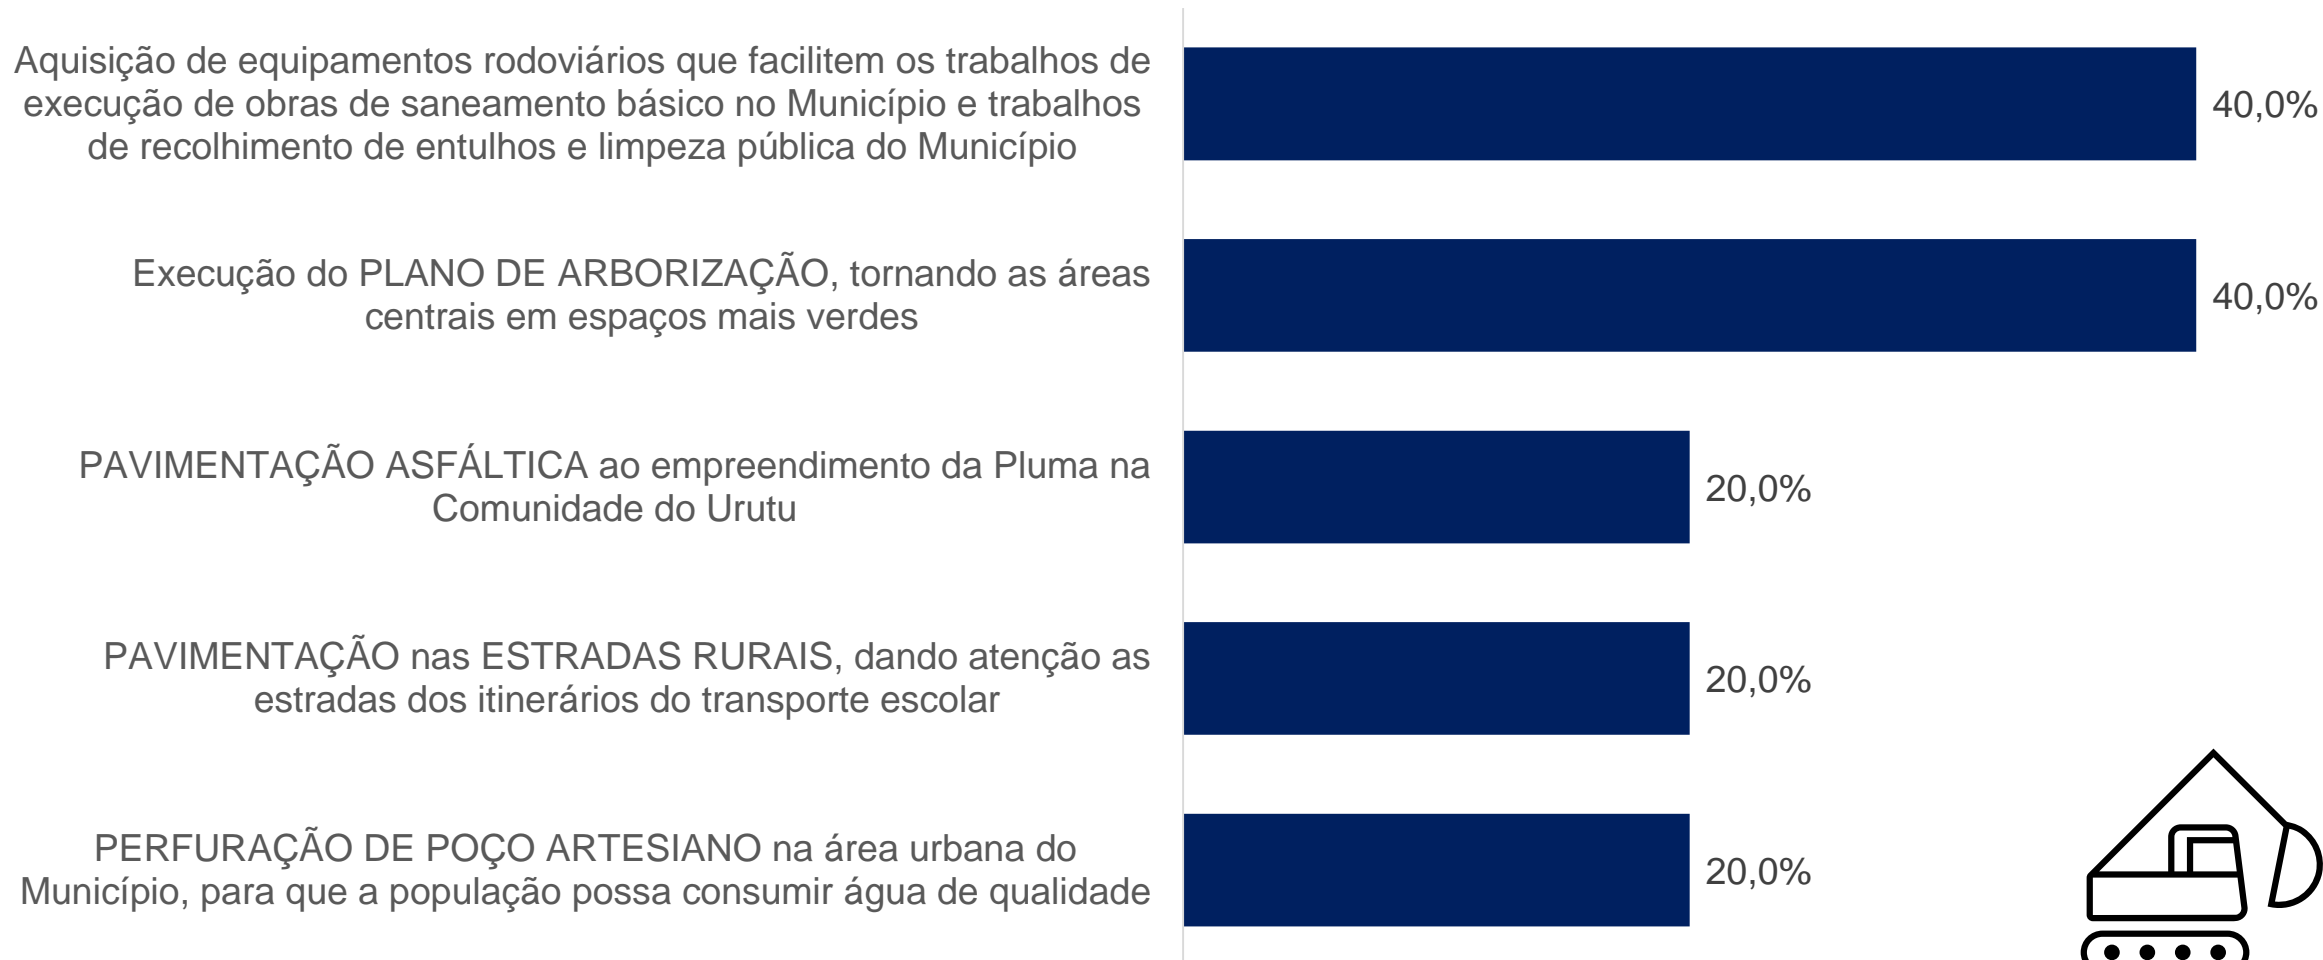 Aquisição de equipamentos rodoviários que facilitem os trabalhos de
execução de obras de saneamento básico no Município e trabalhos
de recolhimento de entulhos e limpeza pública do Município
40,0%
Execução do PLANO DE ARBORIZAÇÃO, tornando as áreas
centrais em espaços mais verdes
40,0%
PAVIMENTAÇÃO ASFÁLTICA ao empreendimento da Pluma na
Comunidade do Urutu
20,0%
PAVIMENTAÇÃO nas ESTRADAS RURAIS, dando atenção as
estradas dos itinerários do transporte escolar
20,0%
PERFURAÇÃO DE POÇO ARTESIANO na área urbana do
Município, para que a população possa consumir água de qualidade
20,0%